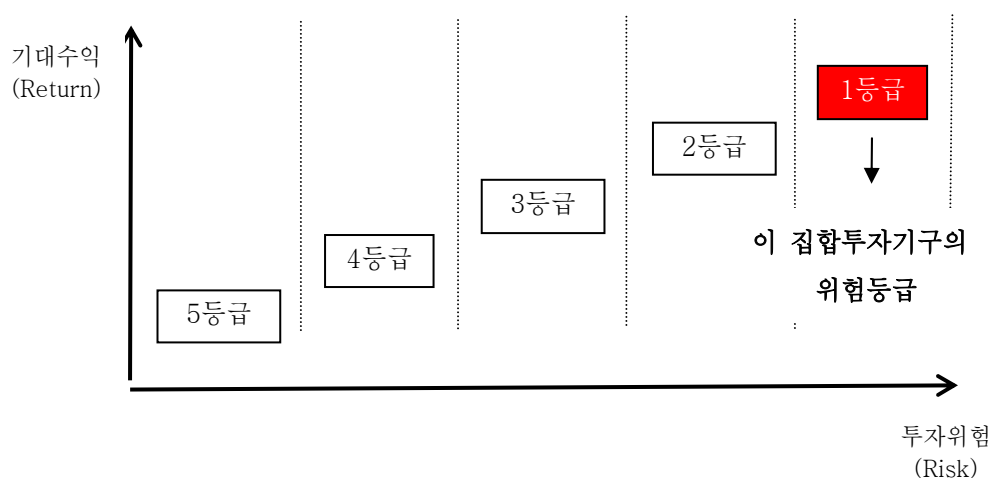 기대수익
(Return)
1등급
2등급
3등급
이 집합투자기구의
4등급
위험등급
5등급
투자위험
(Risk)